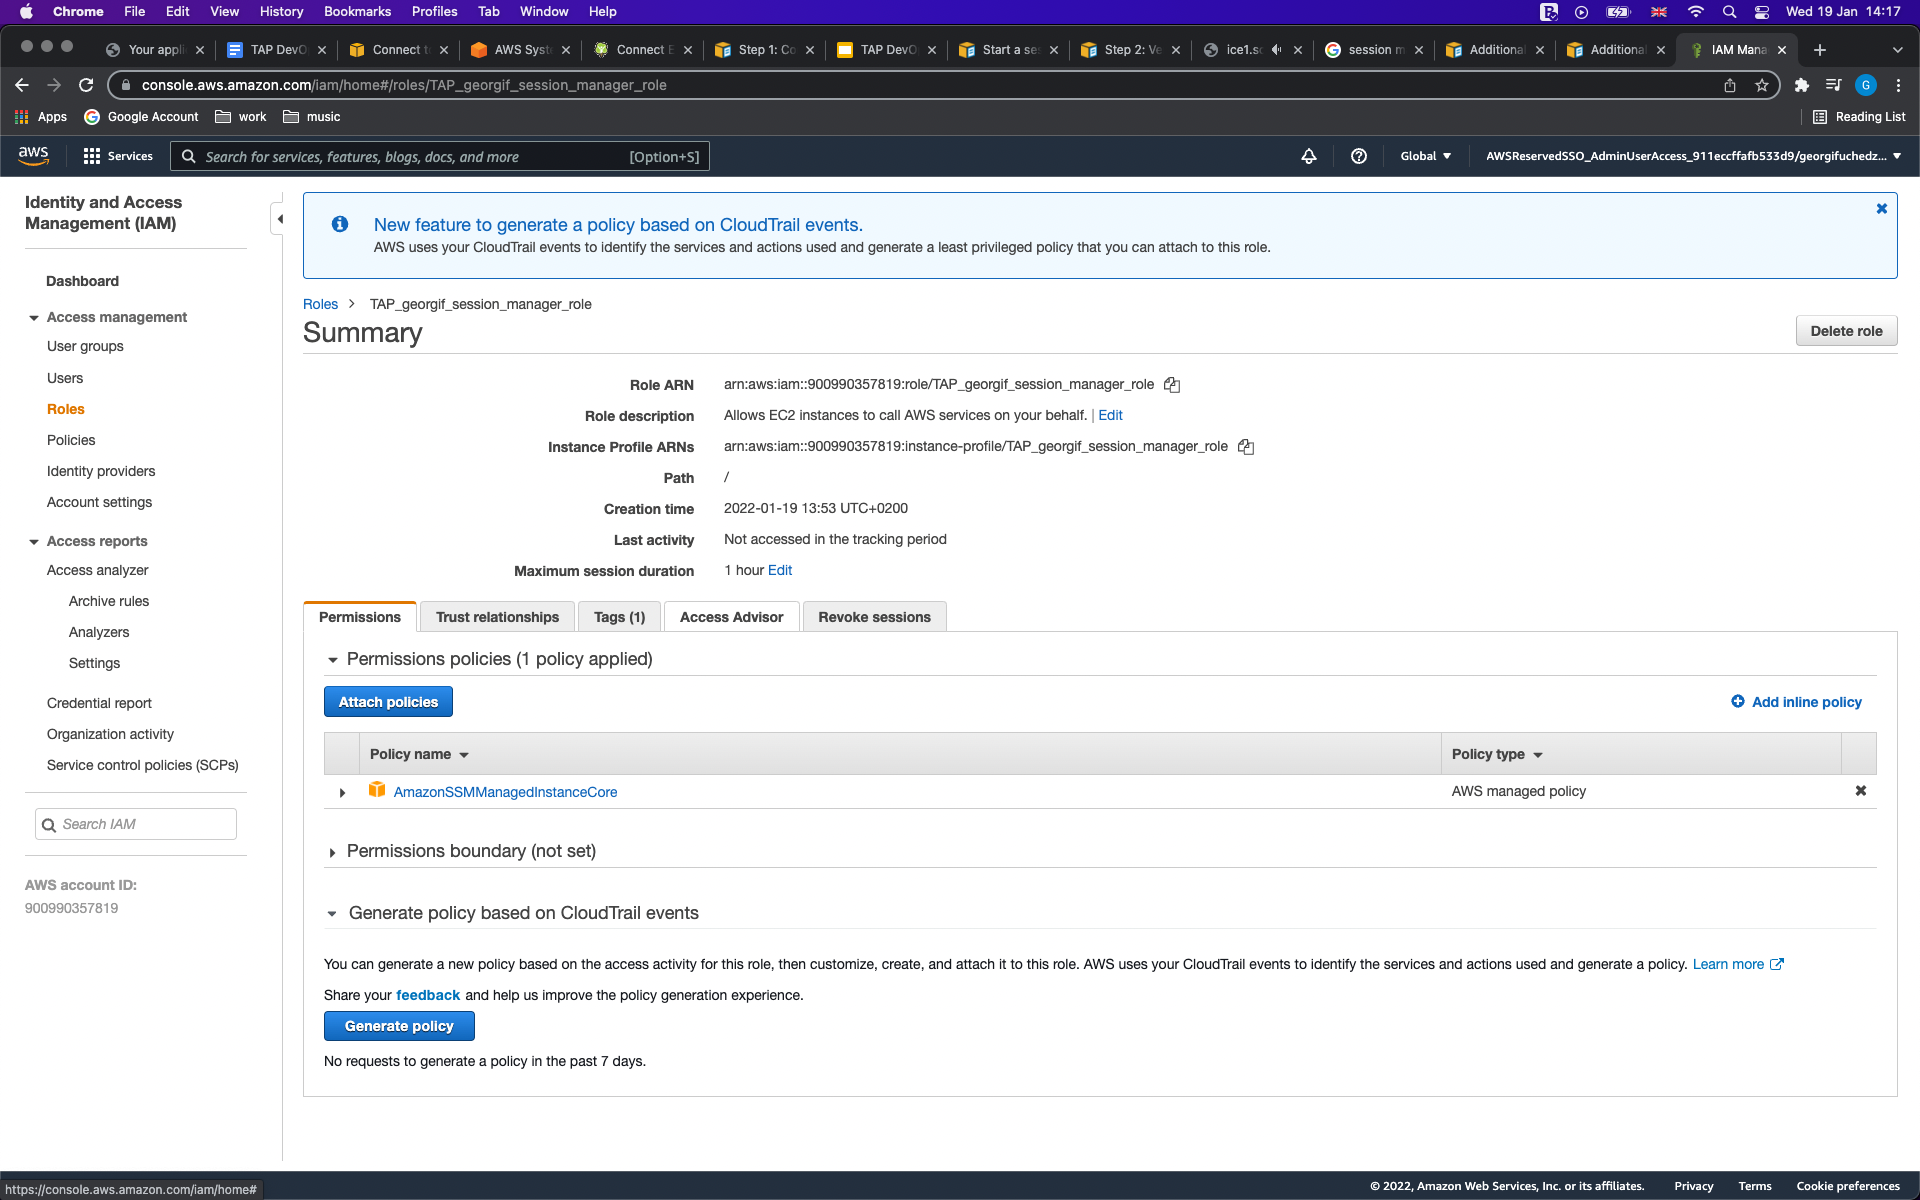 Chrome File Edit View History Bookmarks Profiles Tab Window Help Wed 19 Jan 14:17
Your appli TAP DevO Connect t AWS Syst Connect E Step 1: Co TAP DevO Start a se Step 2: Ve ice1.so session m Additional Additional IAM Mana
console.aws.amazon.com/iam/home#/roles/TAP_georgif_session_manager_role G
Apps Google Account work music Reading List
aws Services Search for services, features, blogs, docs, and more [Option+S] Global AWSReservedSSO_AdminUserAccess_911eccffafb533d9/georgifuchedz...
Identity and Access
Management (IAM)
Dashboard
Access management
User groups
Users
Roles
Policies
Identity providers
Account settings
Access reports
Access analyzer
Archive rules
Analyzers
Settings
Credential report
Organization activity
Service control policies (SCPs)
Search IAM
AWS account ID:
900990357819
New feature to generate a policy based on CloudTrail events.
AWS uses your CloudTrail events to identify the services and actions used and generate a least privileged policy that you can attach to this role.
Roles > TAP_georgif_session_manager_role
Summary
Delete role
Role ARN arn:aws:iam::900990357819:role/TAP_georgif_session_manager_role
Role description Allows EC2 instances to call AWS services on your behalf. | Edit
Instance Profile ARNs arn:aws:iam::900990357819:instance-profile/TAP_georgif_session_manager_role
Path /
Creation time 2022-01-19 13:53 UTC+0200
Last activity Not accessed in the tracking period
Maximum session duration 1 hour Edit
Permissions Trust relationships Tags (1) Access Advisor Revoke sessions
Permissions policies (1 policy applied)
Attach policies Add inline policy
Policy name Policy type
AmazonSSMManagedInstanceCore AWS managed policy
Permissions boundary (not set)
Generate policy based on CloudTrail events
You can generate a new policy based on the access activity for this role, then customize, create, and attach it to this role. AWS uses your CloudTrail events to identify the services and actions used and generate a policy. Learn more
Share your feedback and help us improve the policy generation experience.
Generate policy
No requests to generate a policy in the past 7 days.
https://console.aws.amazon.com/iam/home#
© 2022, Amazon Web Services, Inc. or its affiliates. Privacy Terms Cookie preferences